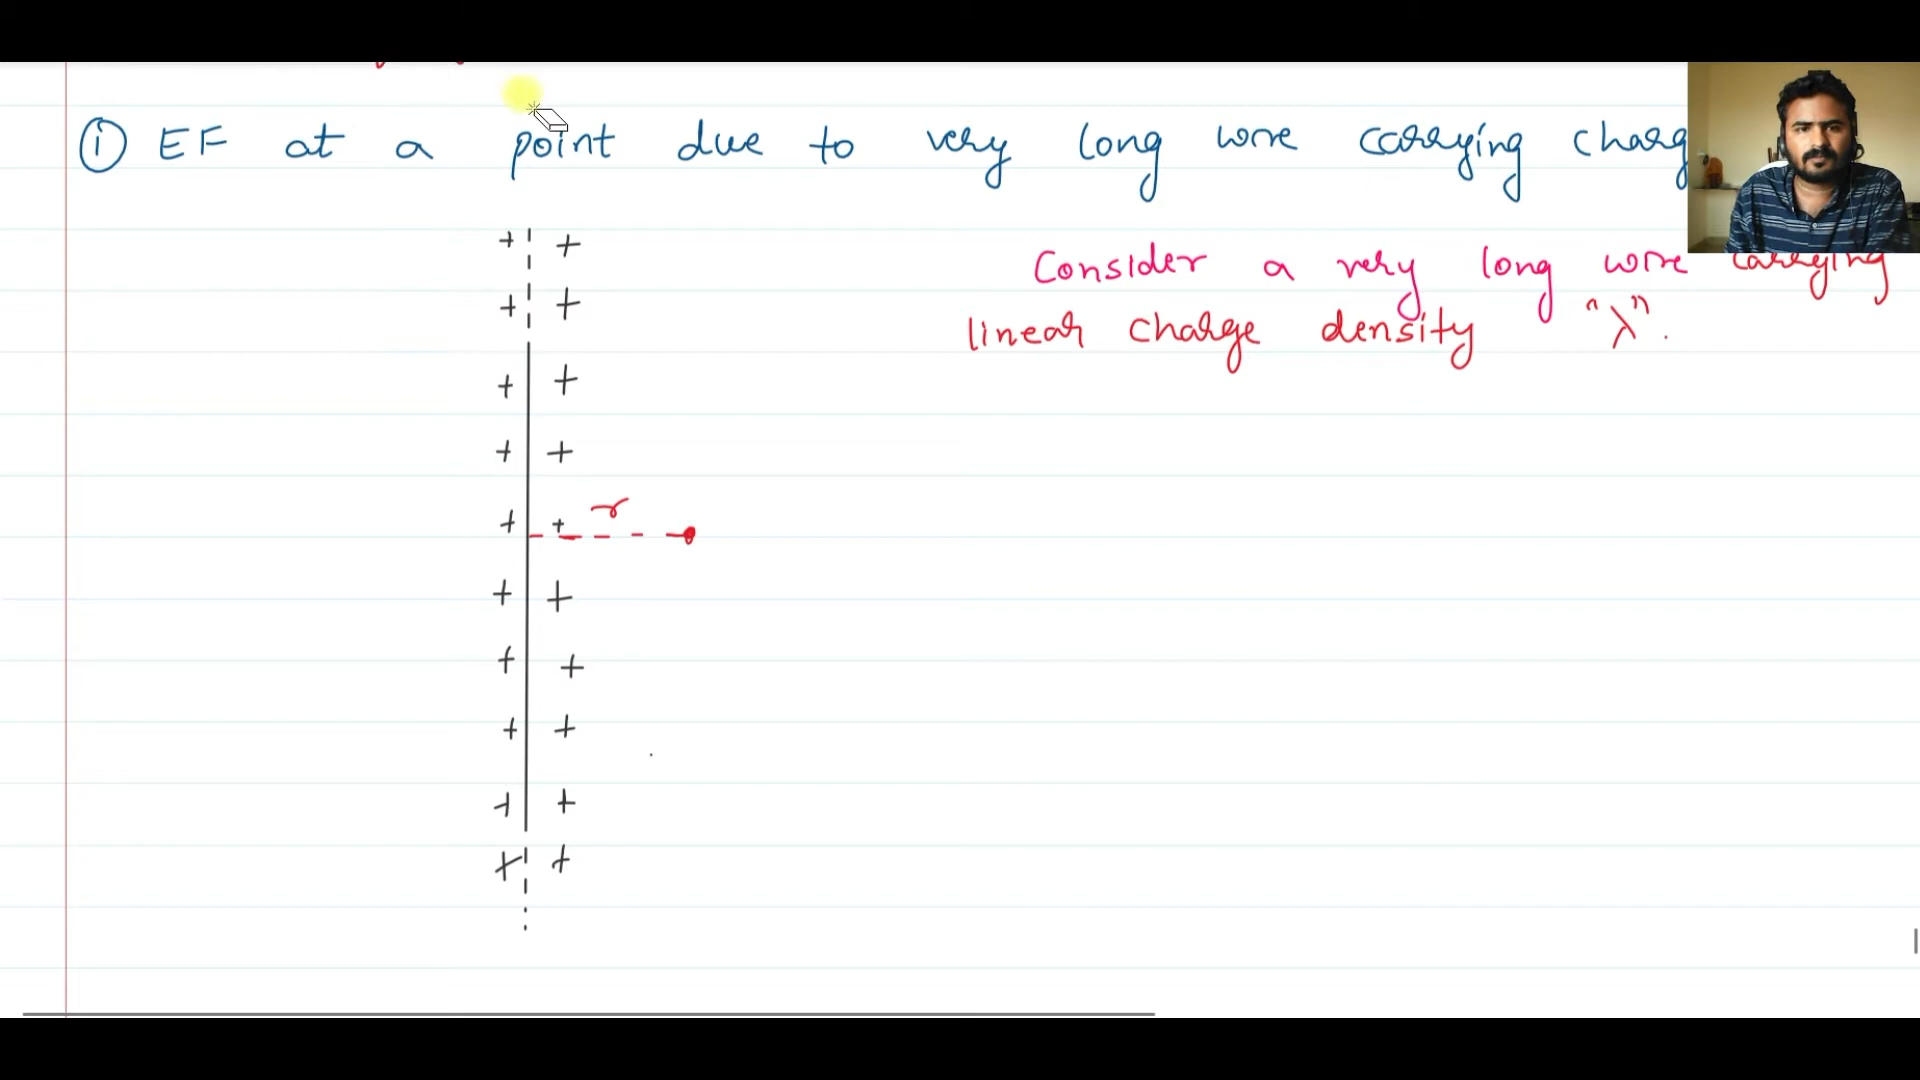 ① EF at a point due to very long wire carrying charg
Consider a very long wire carrying
linear charge density "λ".
+ +
+ +
+ +
+ +
+ + r
+ +
+ +
+ +
+ +
+ +